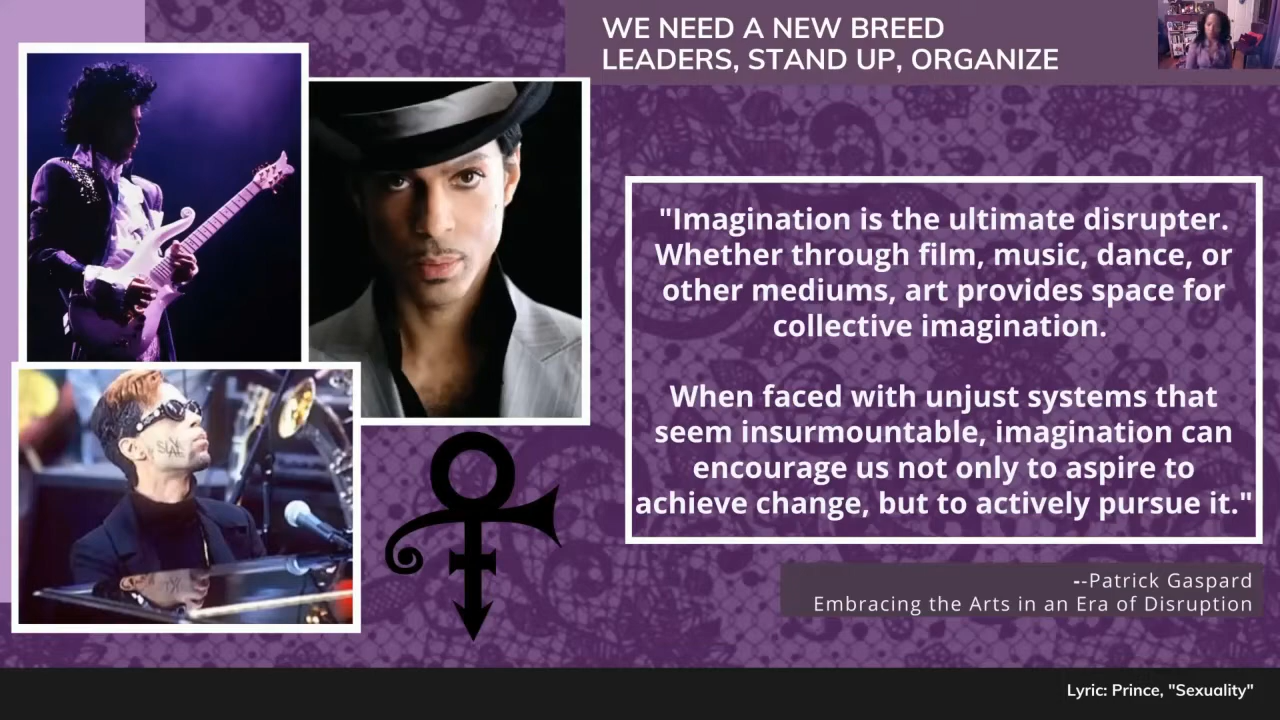 WE NEED A NEW BREED
LEADERS, STAND UP, ORGANIZE
"Imagination is the ultimate disrupter.
Whether through film, music, dance, or
other mediums, art provides space for
collective imagination.
When faced with unjust systems that
seem insurmountable, imagination can
encourage us not only to aspire to
achieve change, but to actively pursue it."
--Patrick Gaspard
Embracing the Arts in an Era of Disruption
Lyric: Prince, "Sexuality"